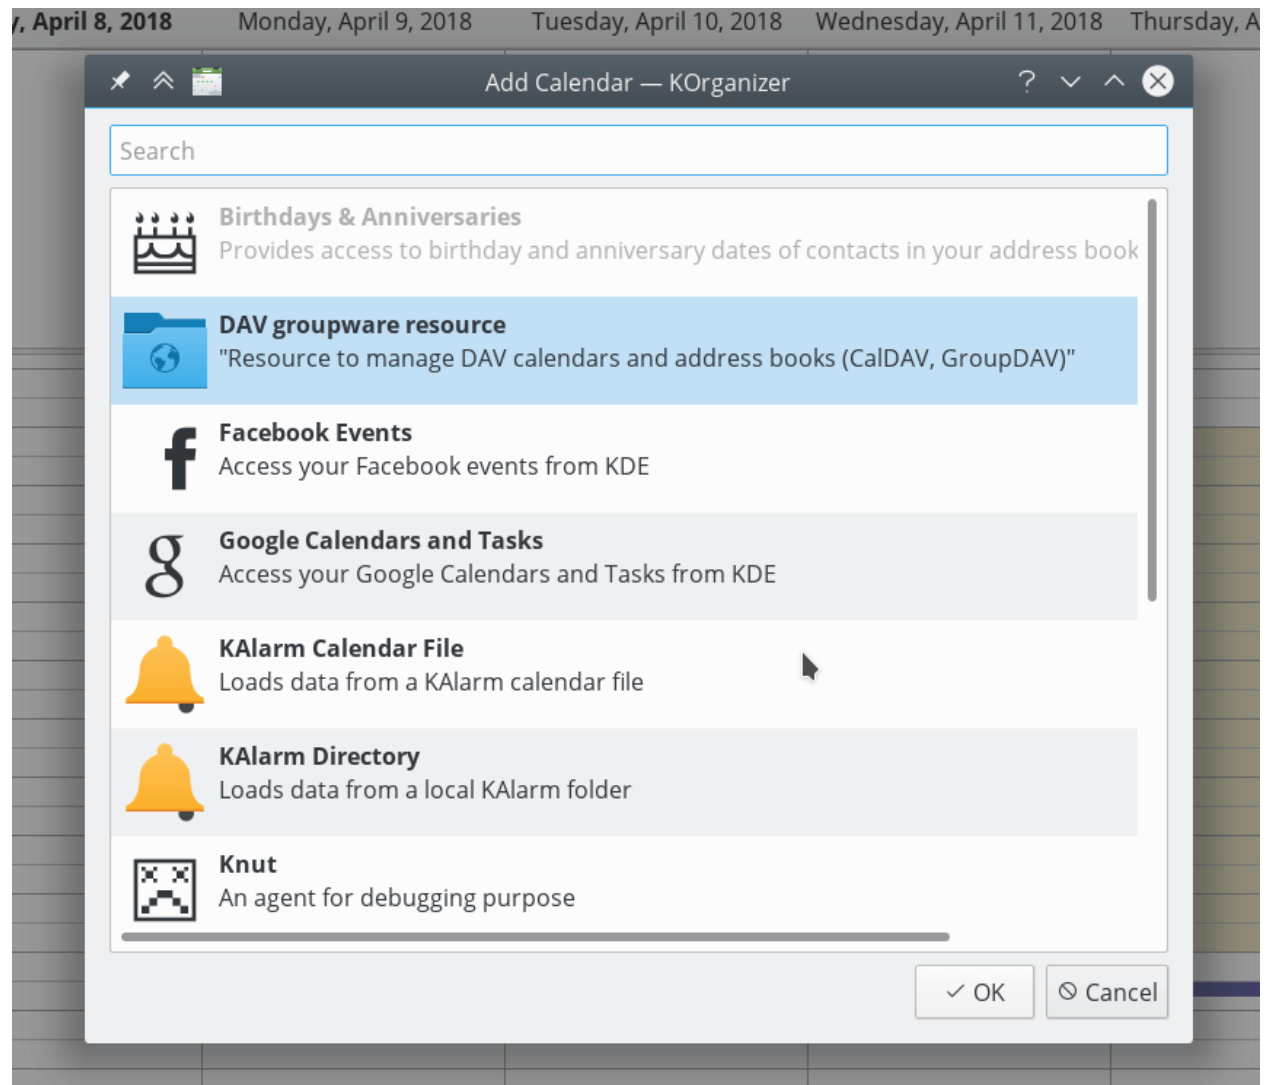 y, April 8, 2018 Monday, April 9, 2018 Tuesday, April 10, 2018 Wednesday, April 11, 2018 Thursday, A
Add Calendar — KOrganizer
Search
Birthdays & Anniversaries
Provides access to birthday and anniversary dates of contacts in your address book
DAV groupware resource
"Resource to manage DAV calendars and address books (CalDAV, GroupDAV)"
Facebook Events
Access your Facebook events from KDE
Google Calendars and Tasks
Access your Google Calendars and Tasks from KDE
KAlarm Calendar File
Loads data from a KAlarm calendar file
KAlarm Directory
Loads data from a local KAlarm folder
Knut
An agent for debugging purpose
OK Cancel